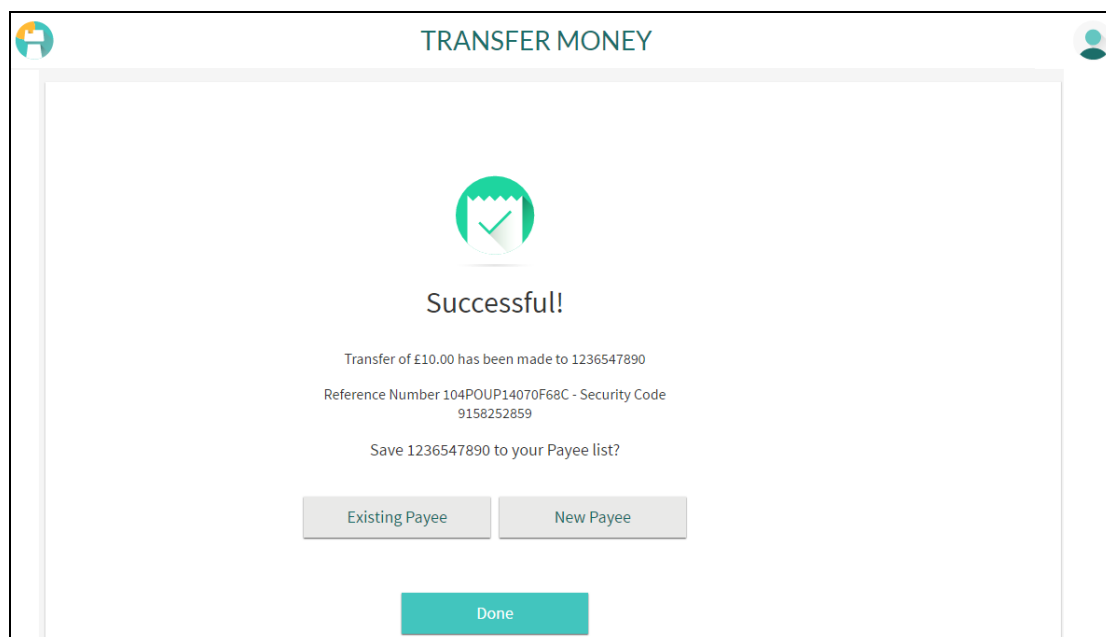 TRANSFER MONEY
Successful!
Transfer of £10.00 has been made to 1236547890
Reference Number 104POUP14070F68C - Security Code
9158252859
Save 1236547890 to your Payee list?
Existing Payee
New Payee
Done